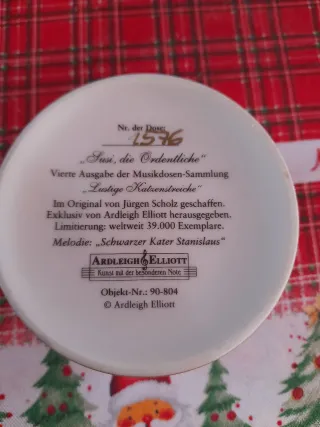 Nr. der Dose:
1576
„Susi, die Ordentliche"
Vierte Ausgabe der Musikdosen-Sammlung
„Lustige Katzenstreiche"
Im Original von Jürgen Scholz geschaffen.
Exklusiv von Ardleigh Elliott herausgegeben.
Limitierung: weltweit 39.000 Exemplare.
Melodie: „Schwarzer Kater Stanislaus"
ARDLEIGH ELLIOTT
Kunst mit der besonderen Note
Objekt-Nr.: 90-804
© Ardleigh Elliott